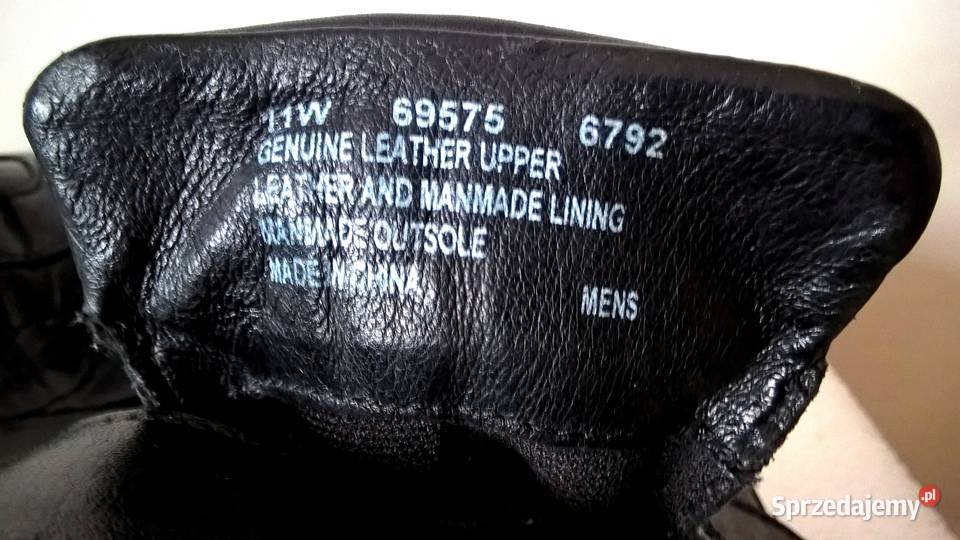 11W 69575 6792
GENUINE LEATHER UPPER
LEATHER AND MANMADE LINING
MANMADE OUTSOLE
MADE IN CHINA
MENS
Sprzedajemy.pl